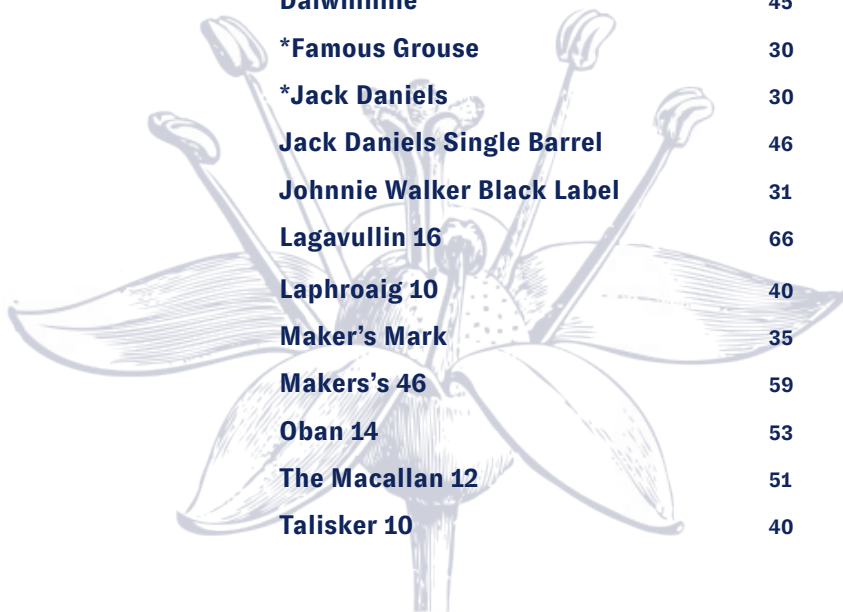 Dalwhinnie 45
*Famous Grouse 30
*Jack Daniels 30
Jack Daniels Single Barrel 46
Johnnie Walker Black Label 31
Lagavullin 16 66
Laphroaig 10 40
Maker’s Mark 35
Makers’s 46 59
Oban 14 53
The Macallan 12 51
Talisker 10 40